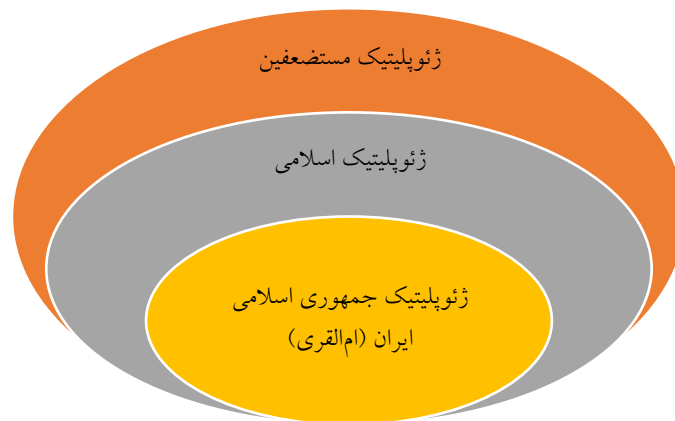 ژئوپلیتیک مستضعفین
ژئوپلیتیک اسلامی
ژئوپلیتیک جمهوری اسلامی
ایران (ام‌القری)